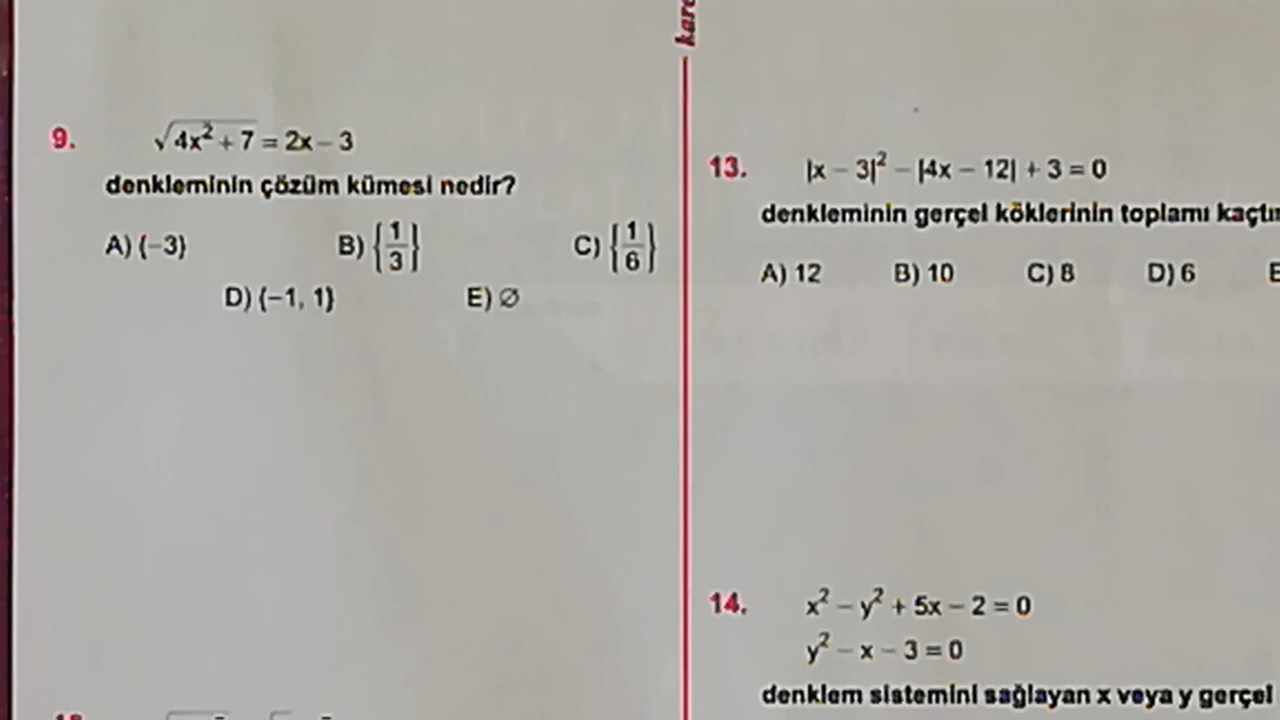 9. √4x² + 7 = 2x – 3
denkleminin çözüm kümesi nedir?
A) {–3} B) {1/3} C) {1/6}
D) {–1, 1} E) ∅
kare
13. |x – 3|² – |4x – 12| + 3 = 0
denkleminin gerçel köklerinin toplamı
A) 12 B) 10 C) 8 D) 6 E
14. x² – y² + 5x – 2 = 0
y² – x – 3 = 0
denklem sistemini sağlayan x veya y gerçel